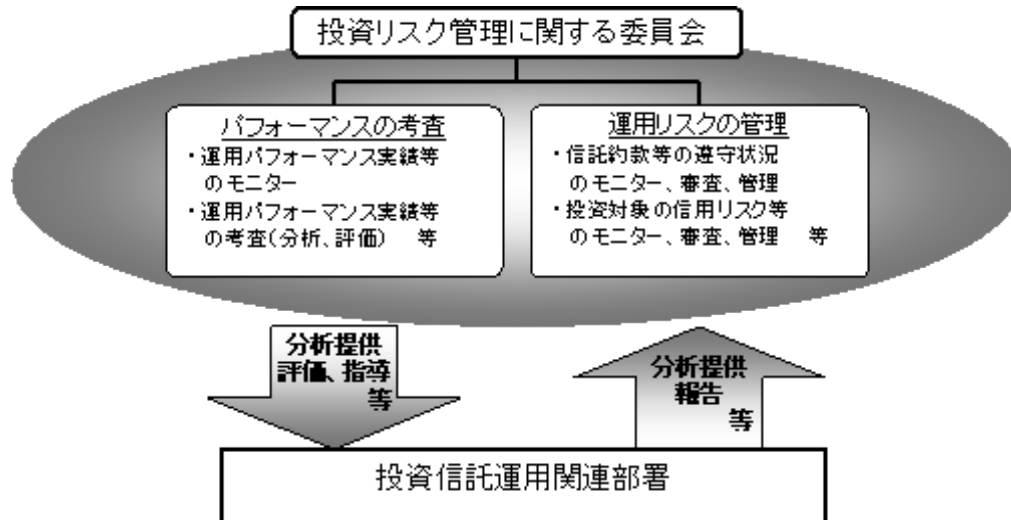 投資リスク管理に関する委員会
パフォーマンスの考査
・運用パフォーマンス実績等
のモニター
・運用パフォーマンス実績等
の考査(分析、評価) 等
運用リスクの管理
・信託約款等の遵守状況
のモニター、審査、管理
・投資対象の信用リスク等
のモニター、審査、管理 等
分析提供
評価、指導
等
分析提供
報告
等
投資信託運用関連部署